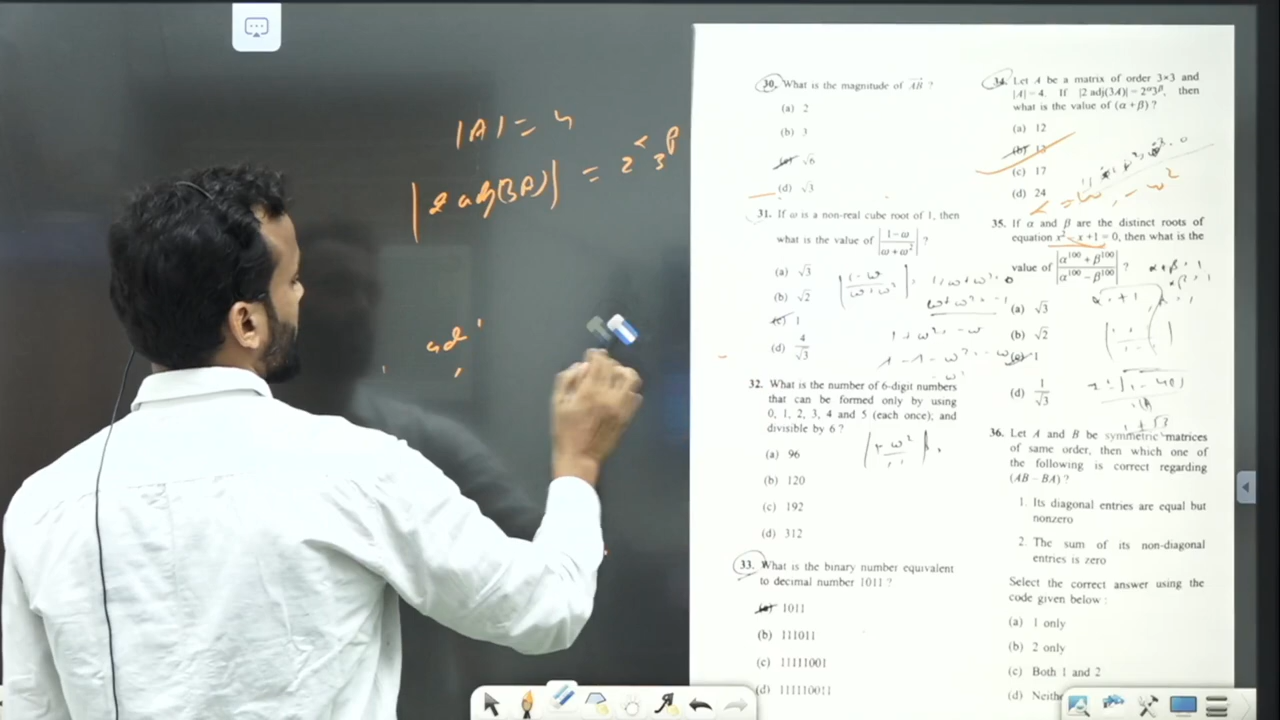 |A| = 4
|2 adj(3A)| = 2^α 3^β
ad
30. What is the magnitude of AB ?
(a) 2
(b) 3
(c) √6
(d) √3
31. If ω is a non-real cube root of 1, then
what is the value of |(1−ω)/(ω+ω²)| ?
(a) √3
(b) √2
(c) 1
(d) 4/√3
32. What is the number of 6-digit numbers
that can be formed only by using
0, 1, 2, 3, 4 and 5 (each once); and
divisible by 6 ?
(a) 96
(b) 120
(c) 192
(d) 312
33. What is the binary number equivalent
to decimal number 1011 ?
(a) 1011
(b) 111011
(c) 11111001
(d) 111110011
34. Let A be a matrix of order 3×3 and
|A|=4. If |2 adj(3A)|=2^α3^β, then
what is the value of (α+β) ?
(a) 12
(b) 13
(c) 17
(d) 24
35. If α and β are the distinct roots of
equation x²−x+1=0, then what is the
value of |(α¹⁰⁰+β¹⁰⁰)/(α¹⁰⁰−β¹⁰⁰)| ?
(a) √3
(b) √2
(c) 1
(d) 1/√3
36. Let A and B be symmetric matrices
of same order, then which one of
the following is correct regarding
(AB−BA) ?
1. Its diagonal entries are equal but
nonzero
2. The sum of its non-diagonal
entries is zero
Select the correct answer using the
code given below :
(a) 1 only
(b) 2 only
(c) Both 1 and 2
(d) Neith